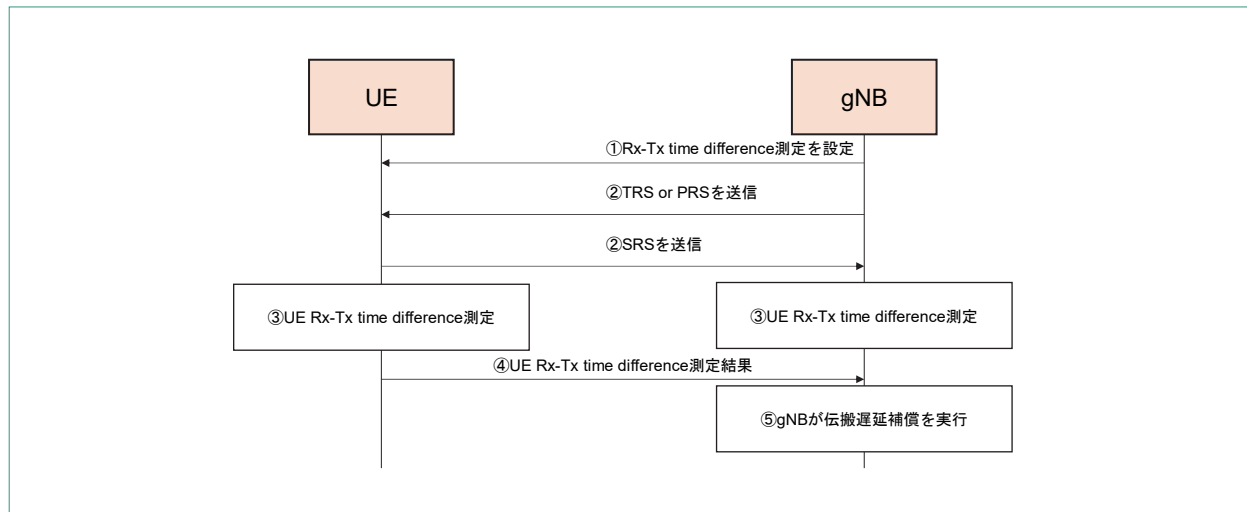 UE
gNB
①Rx-Tx time difference測定を設定
②TRS or PRSを送信
②SRSを送信
③UE Rx-Tx time difference測定
③UE Rx-Tx time difference測定
④UE Rx-Tx time difference測定結果
⑤gNBが伝搬遅延補償を実行